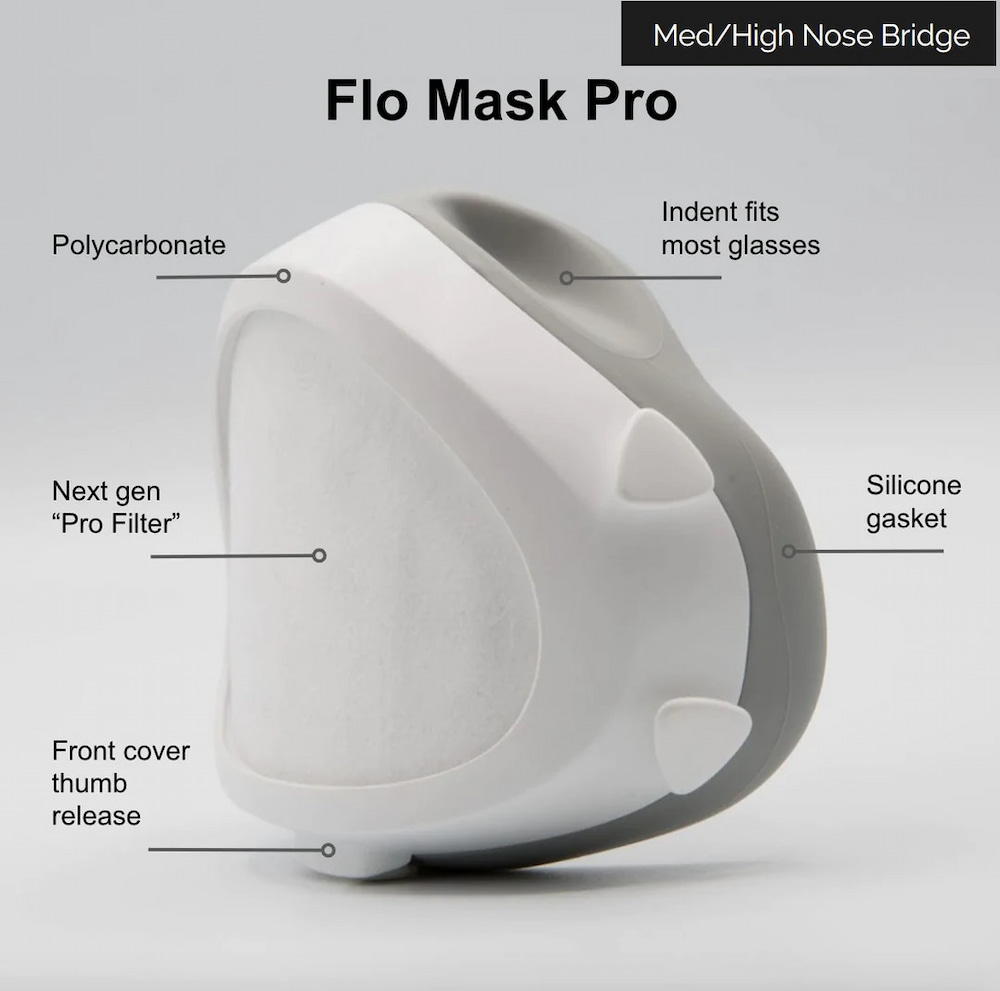 Med/High Nose Bridge
Flo Mask Pro
Indent fits
most glasses
Polycarbonate
Next gen
“Pro Filter”
Silicone
gasket
Front cover
thumb
release